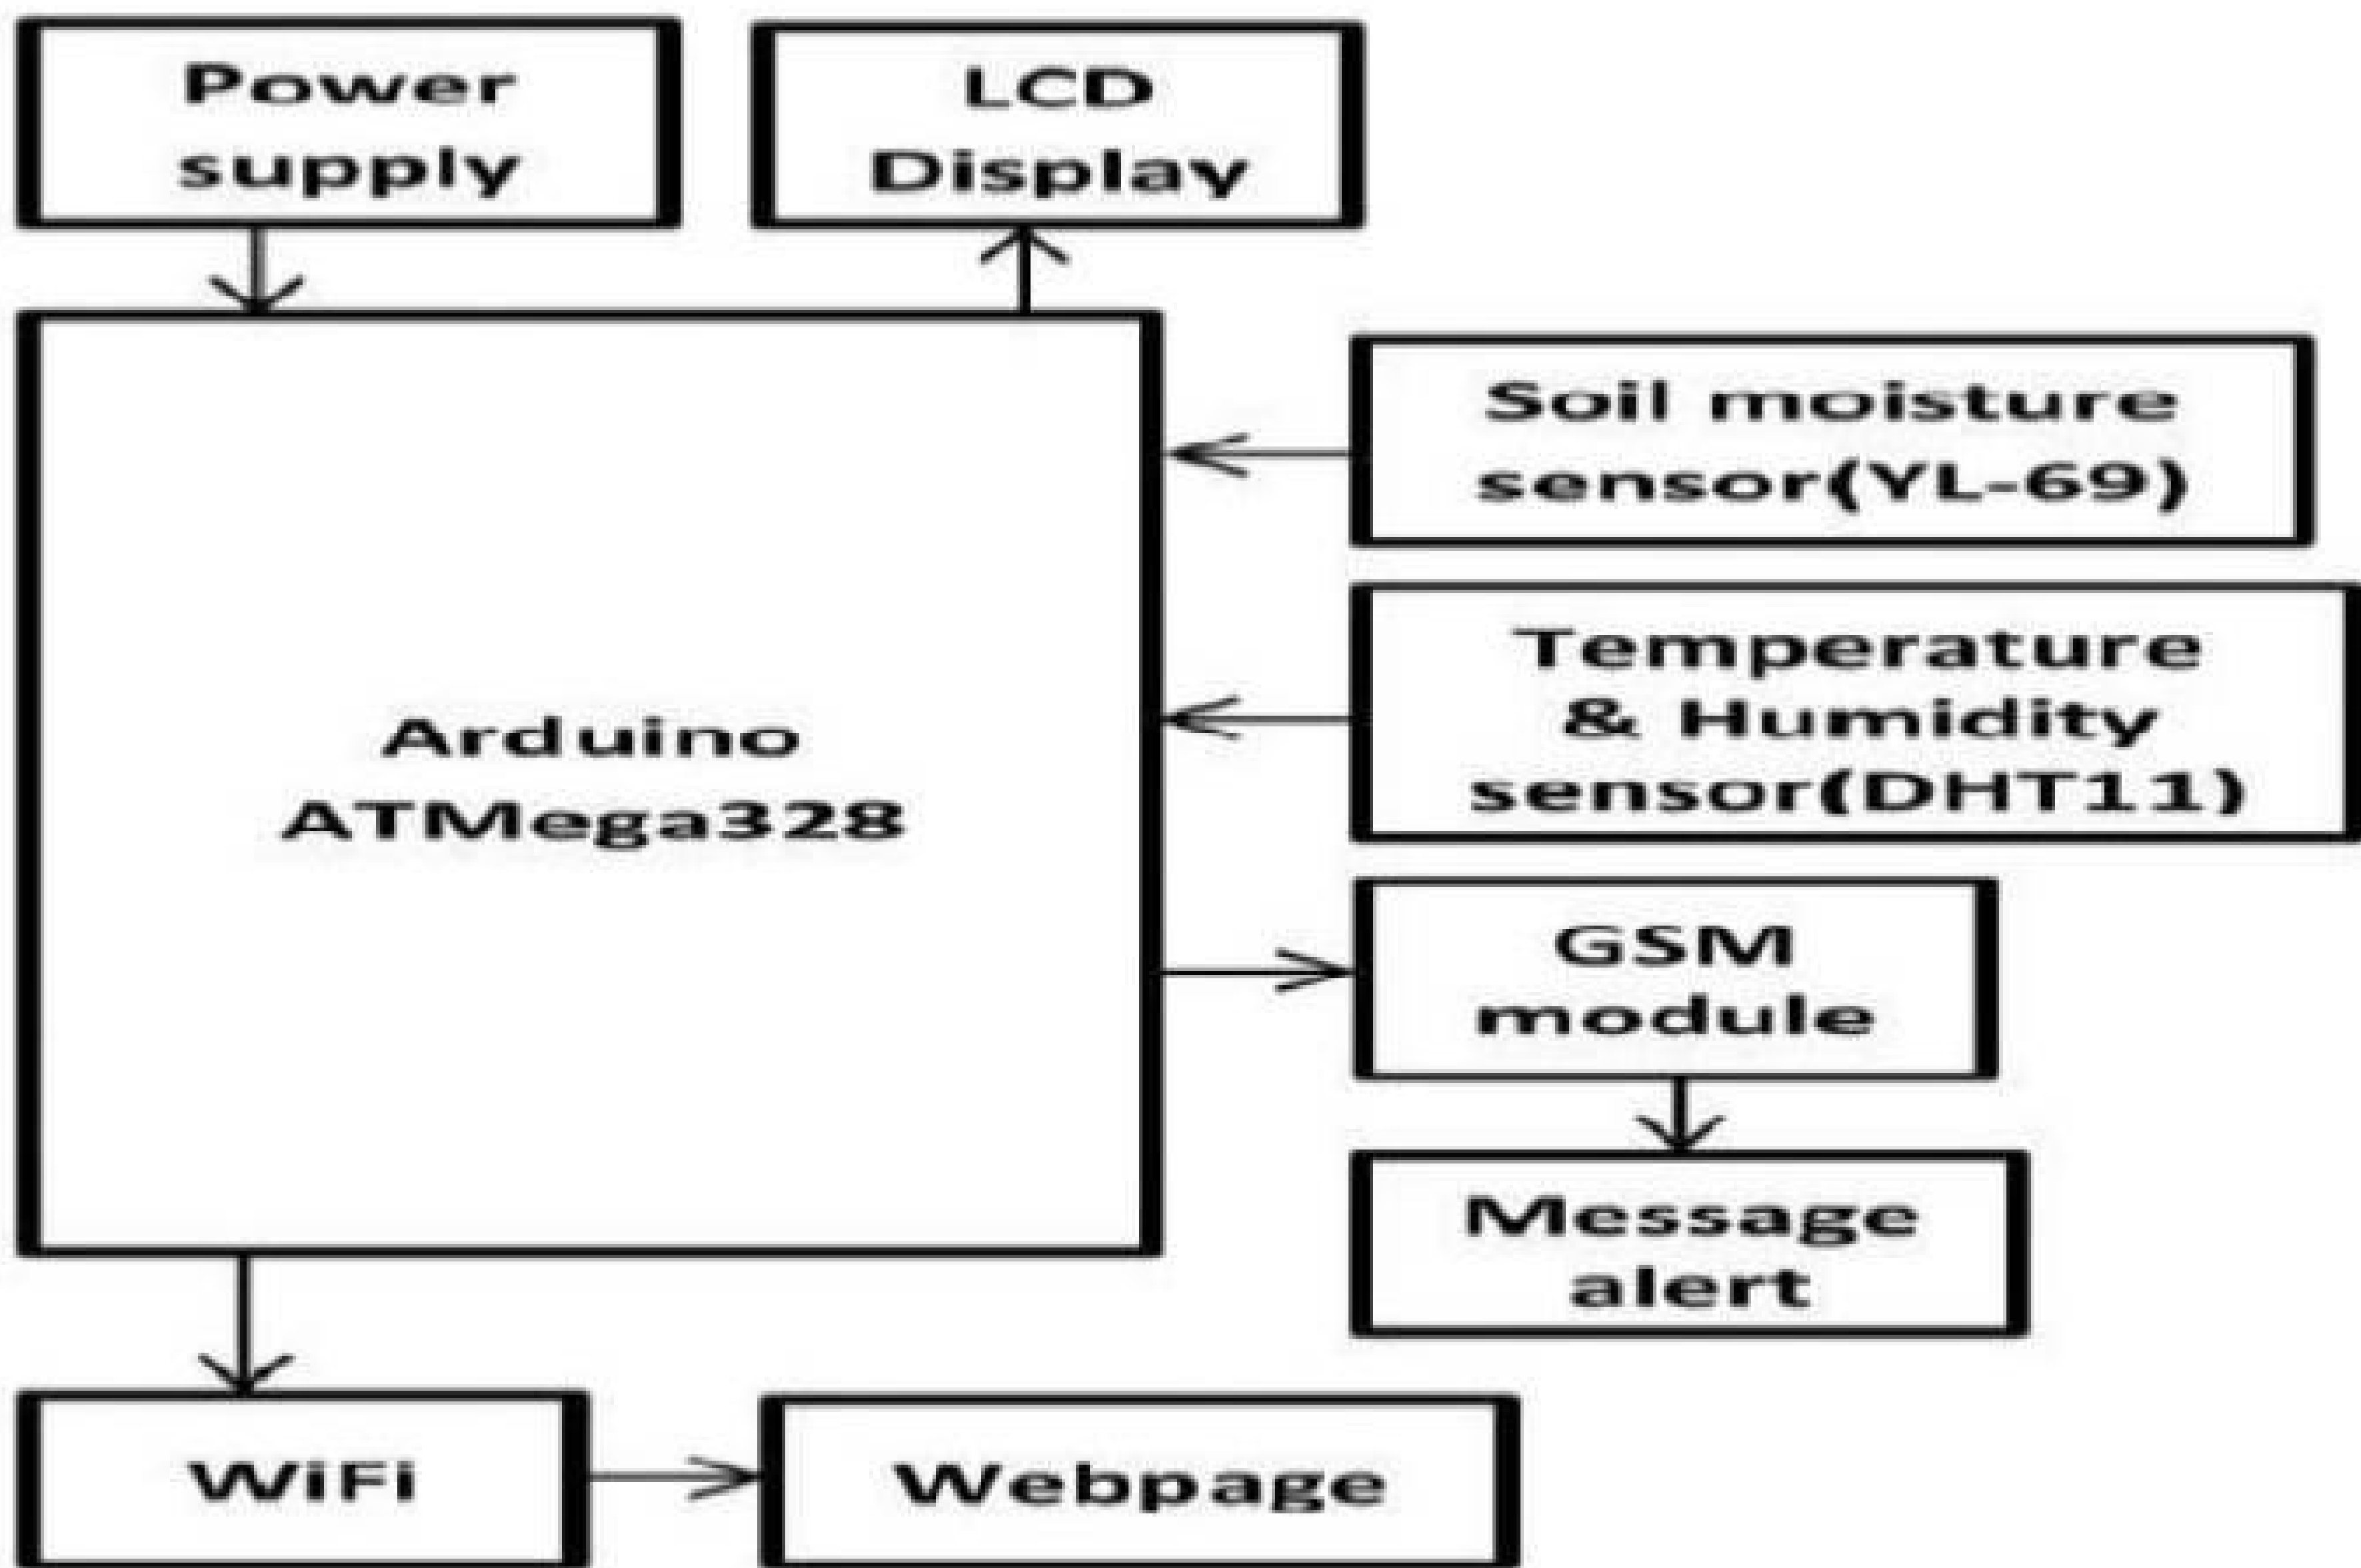 Power
supply
LCD
Display
Soil moisture
sensor(YL-69)
Temperature
& Humidity
sensor(DHT11)
Arduino
ATMega328
GSM
module
Message
alert
WiFi
Webpage